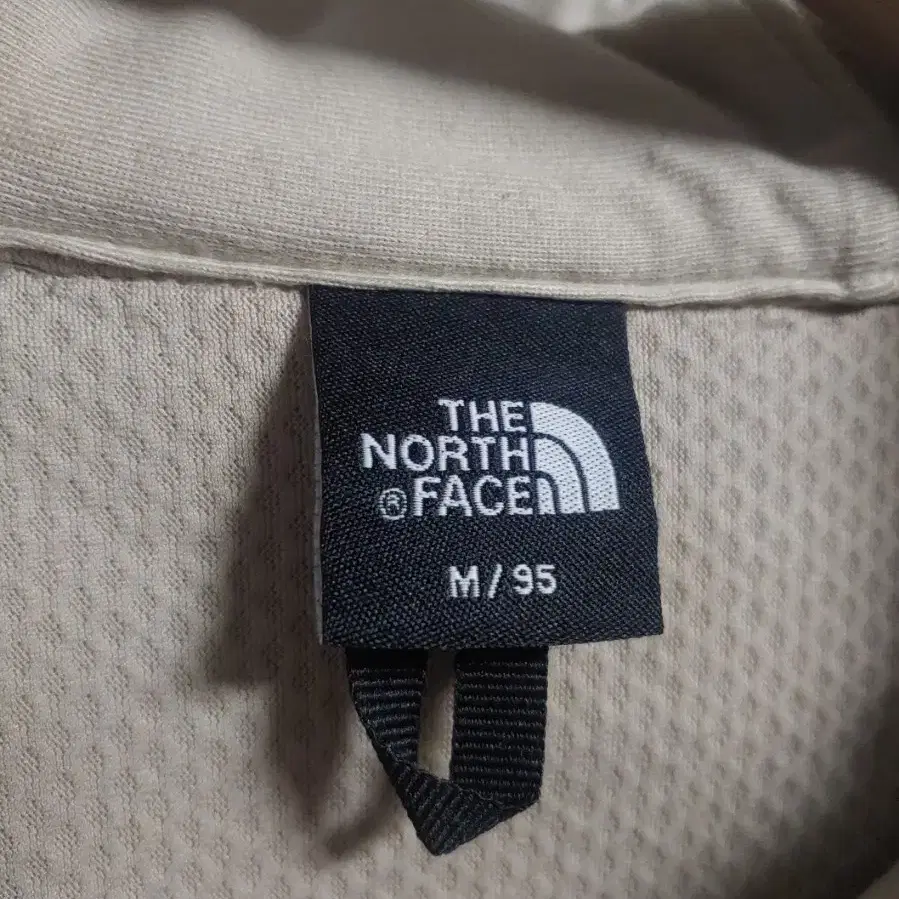 THE
NORTH
® FACE
M/95